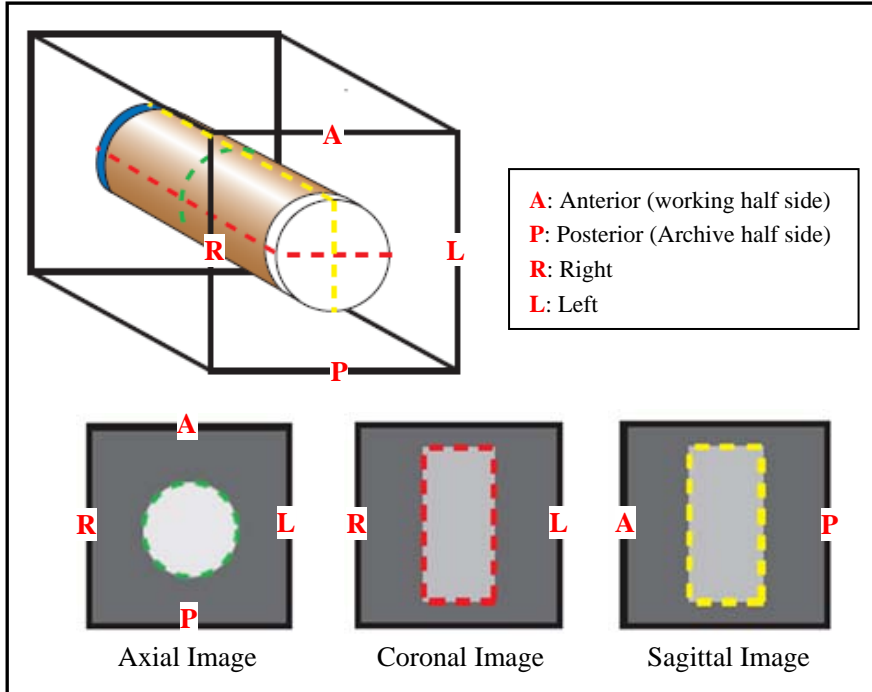 A
R
L
P
A: Anterior (working half side)
P: Posterior (Archive half side)
R: Right
L: Left
A
R
L
P
R
L
A
P
Axial Image
Coronal Image
Sagittal Image